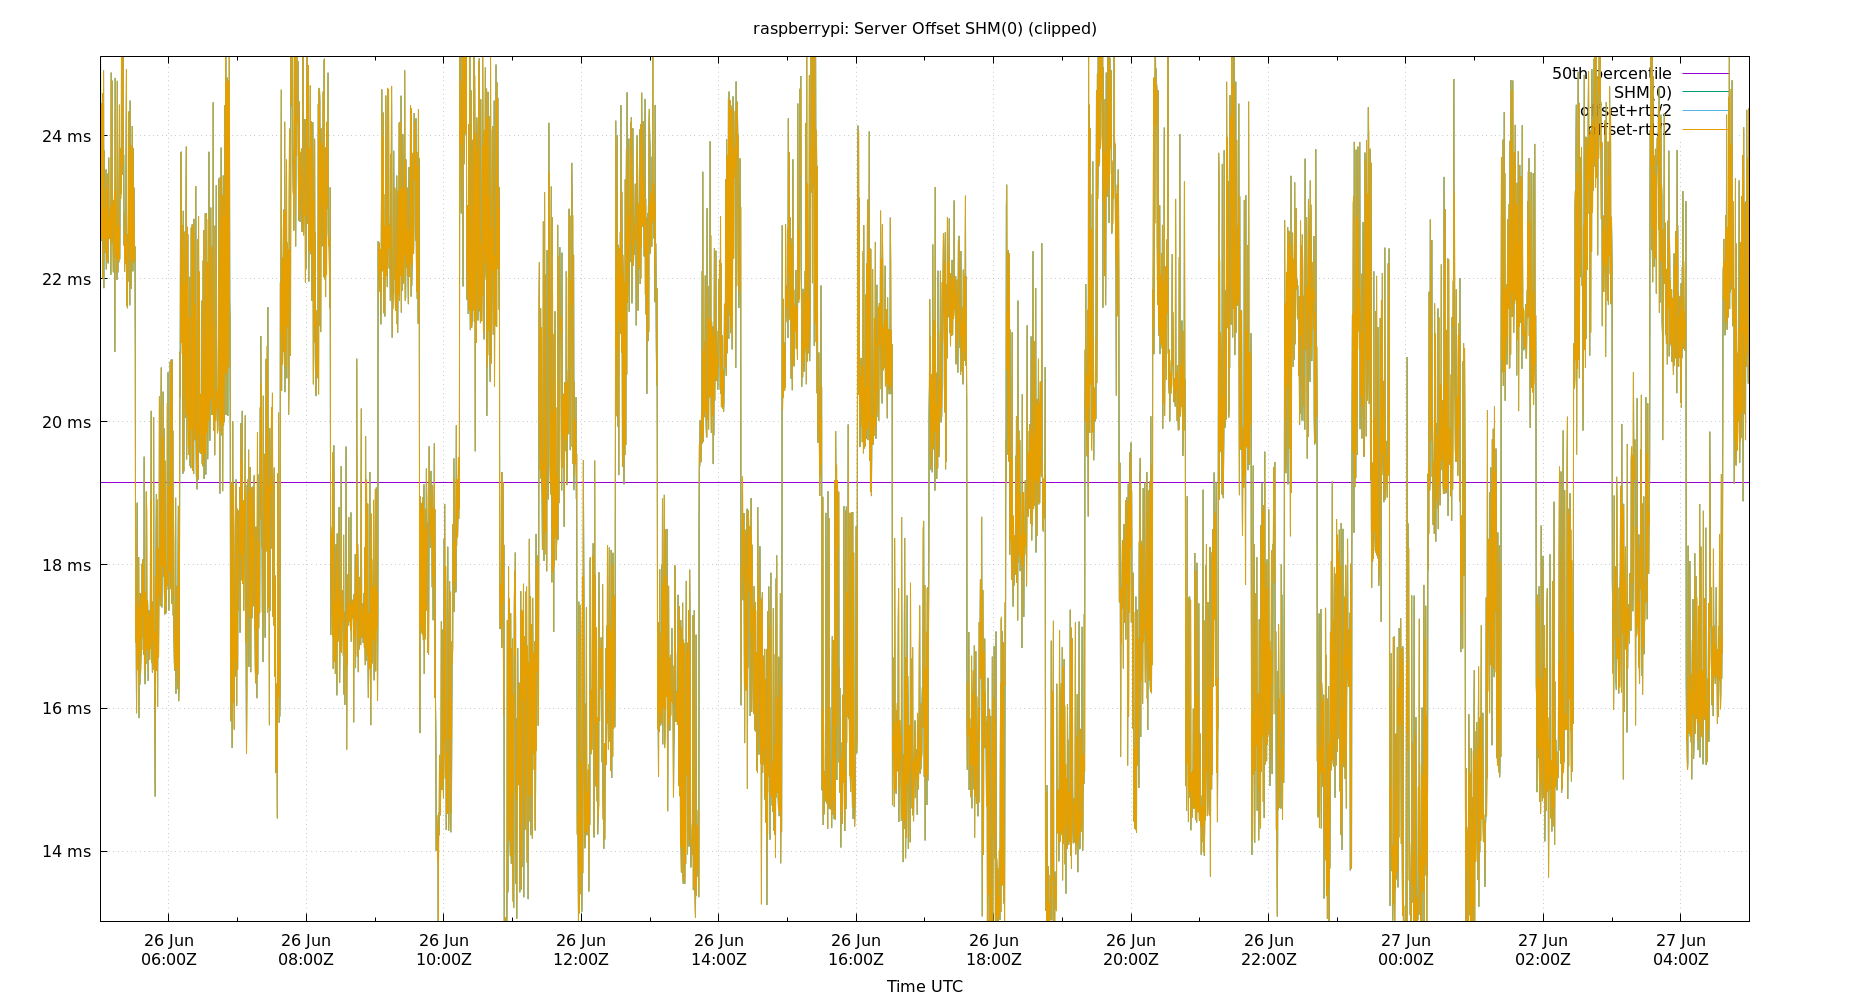 raspberrypi: Server Offset SHM(0) (clipped)
50th percentile
SHM(0)
offset+rtt/2
offset-rtt/2
24 ms
22 ms
20 ms
18 ms
16 ms
14 ms
26 Jun 26 Jun 26 Jun 26 Jun 26 Jun 26 Jun 26 Jun 26 Jun 26 Jun 27 Jun 27 Jun 27 Jun
06:00Z 08:00Z 10:00Z 12:00Z 14:00Z 16:00Z 18:00Z 20:00Z 22:00Z 00:00Z 02:00Z 04:00Z
Time UTC